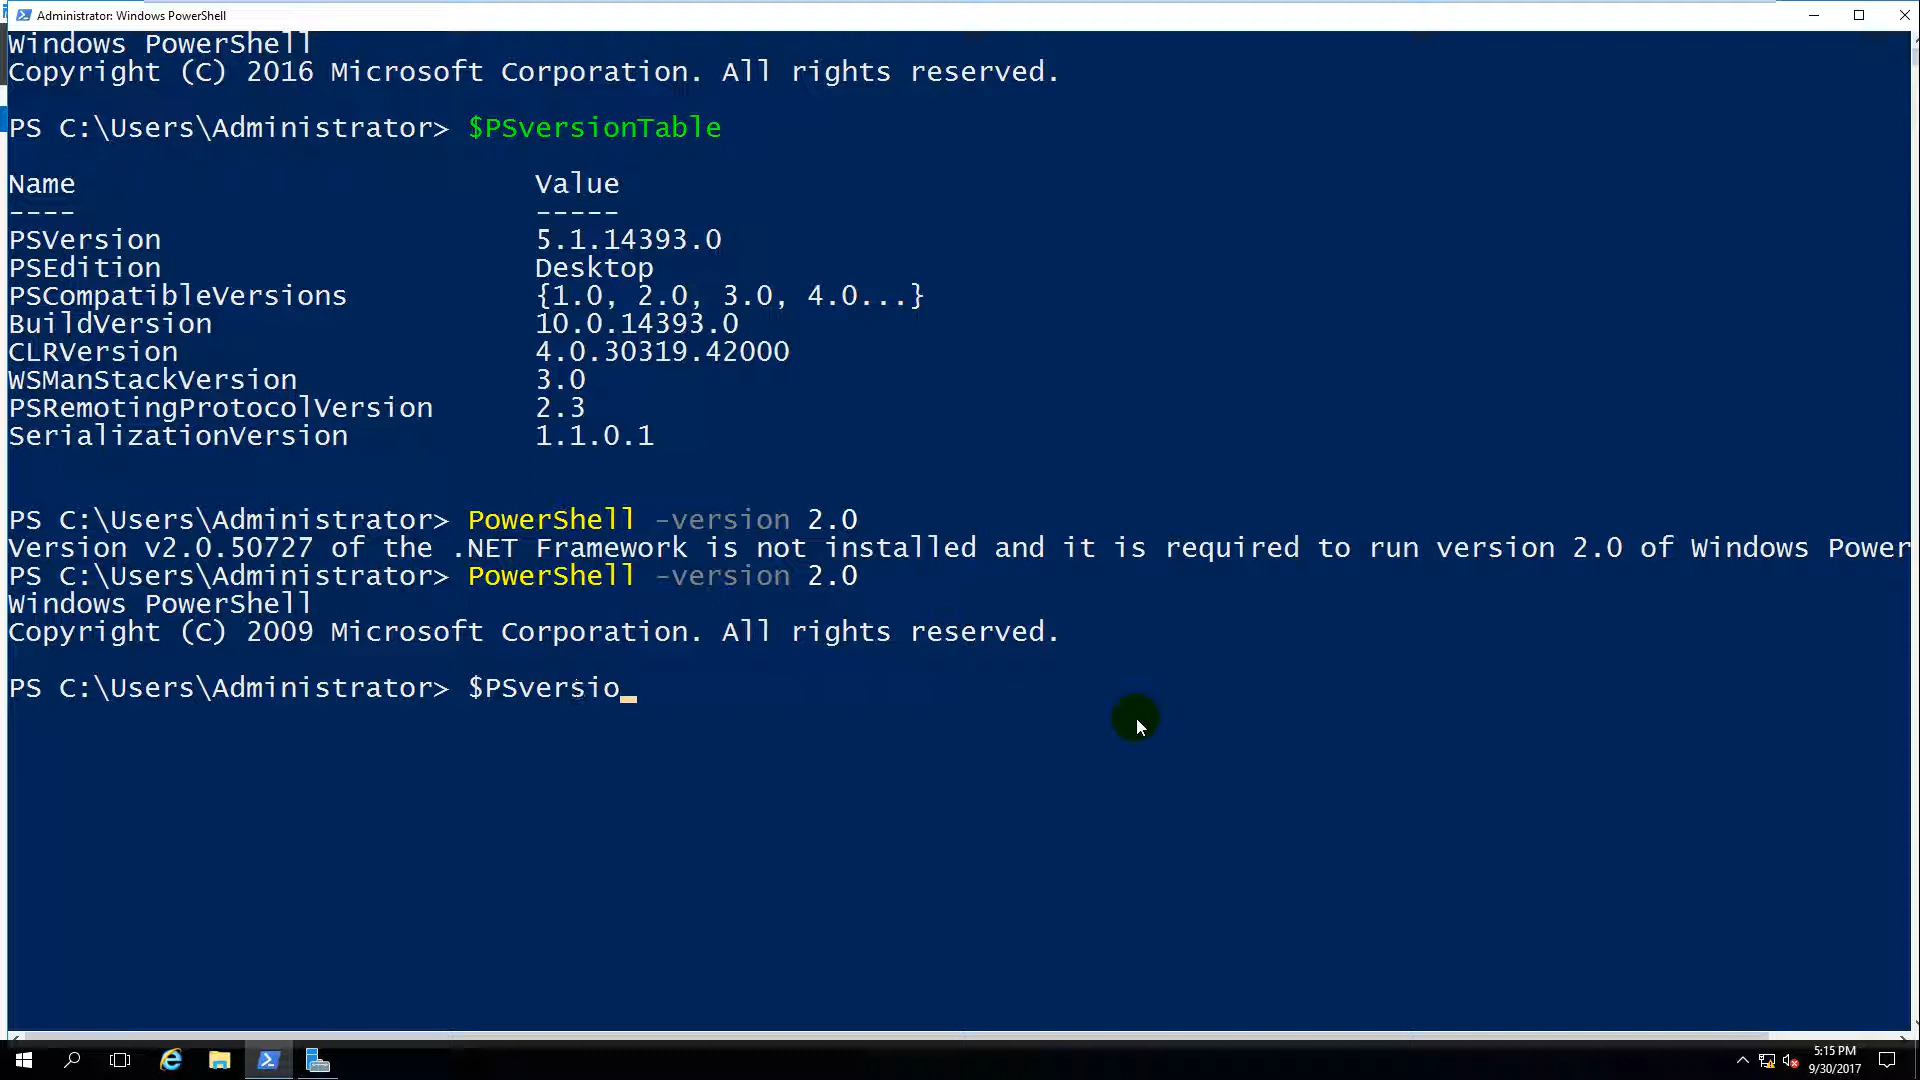 Administrator: Windows PowerShell
Windows PowerShell
Copyright (C) 2016 Microsoft Corporation. All rights reserved.
PS C:\Users\Administrator> $PSversionTable
Name Value
---- -----
PSVersion 5.1.14393.0
PSEdition Desktop
PSCompatibleVersions {1.0, 2.0, 3.0, 4.0...}
BuildVersion 10.0.14393.0
CLRVersion 4.0.30319.42000
WSManStackVersion 3.0
PSRemotingProtocolVersion 2.3
SerializationVersion 1.1.0.1
PS C:\Users\Administrator> PowerShell -version 2.0
Version v2.0.50727 of the .NET Framework is not installed and it is required to run version 2.0 of Windows Power
PS C:\Users\Administrator> PowerShell -version 2.0
Windows PowerShell
Copyright (C) 2009 Microsoft Corporation. All rights reserved.
PS C:\Users\Administrator> $PSversio_
5:15 PM
9/30/2017